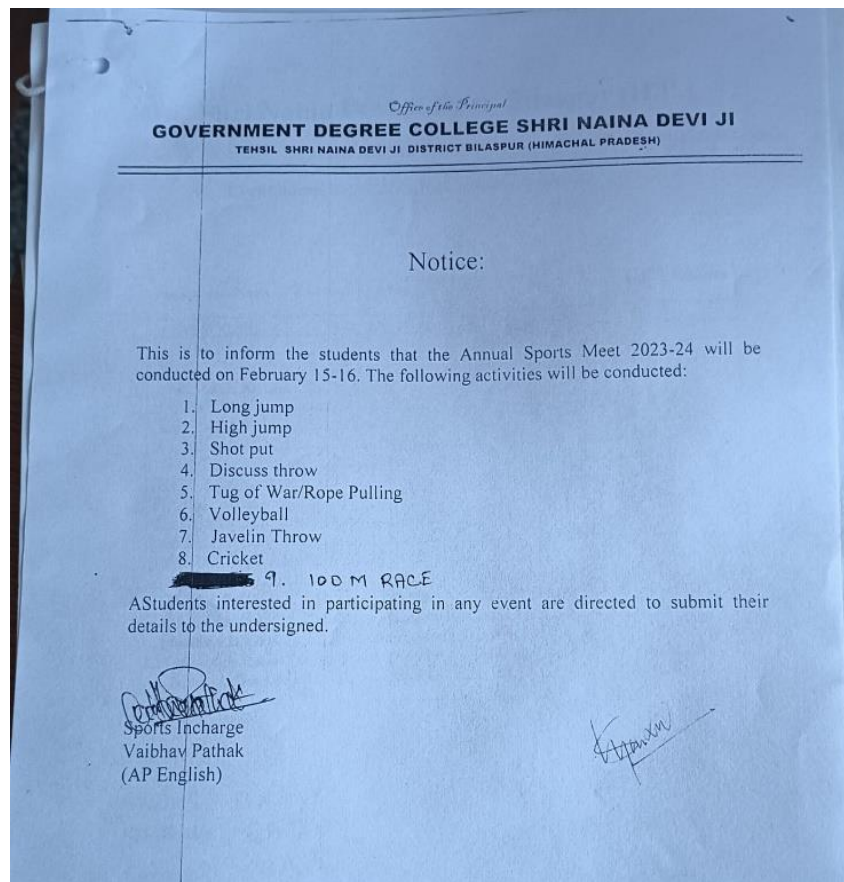 Office of the Principal
GOVERNMENT DEGREE COLLEGE SHRI NAINA DEVI JI
TEHSIL SHRI NAINA DEVI JI DISTRICT BILASPUR (HIMACHAL PRADESH)
Notice:
This is to inform the students that the Annual Sports Meet 2023-24 will be
conducted on February 15-16. The following activities will be conducted:
1. Long jump
2. High jump
3. Shot put
4. Discuss throw
5. Tug of War/Rope Pulling
6. Volleyball
7. Javelin Throw
8. Cricket
9. 100 M RACE
AStudents interested in participating in any event are directed to submit their
details to the undersigned.
Sports Incharge
Vaibhav Pathak
(AP English)